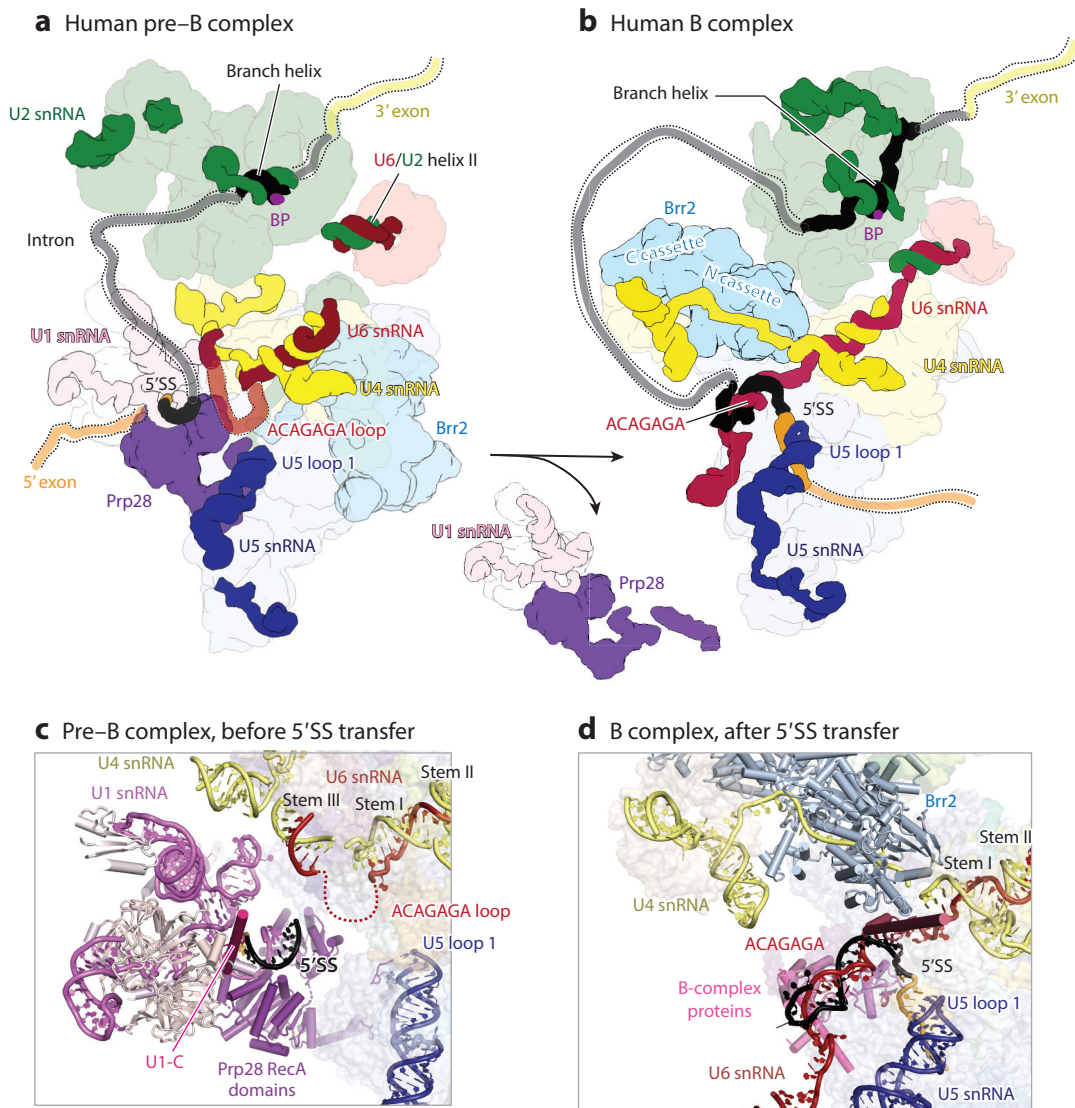 a Human pre–B complex
Branch helix
U2 snRNA
3′ exon
U6/U2 helix II
BP
Intron
U1 snRNA
U6 snRNA
5′SS
U4 snRNA
ACAGAGA loop
Brr2
5′ exon
U5 loop 1
Prp28
U5 snRNA
b Human B complex
Branch helix
3′ exon
Brr2
BP
C cassette
N cassette
U6 snRNA
U4 snRNA
5′SS
ACAGAGA
U5 loop 1
U5 snRNA
U1 snRNA
Prp28
c Pre–B complex, before 5′SS transfer
U4 snRNA
U6 snRNA
Stem II
U1 snRNA
Stem III
Stem I
ACAGAGA loop
U5 loop 1
5′SS
U1-C
Prp28 RecA
domains
d B complex, after 5′SS transfer
Brr2
Stem II
Stem I
U4 snRNA
ACAGAGA
5′SS
B-complex
proteins
U5 loop 1
U6 snRNA
U5 snRNA